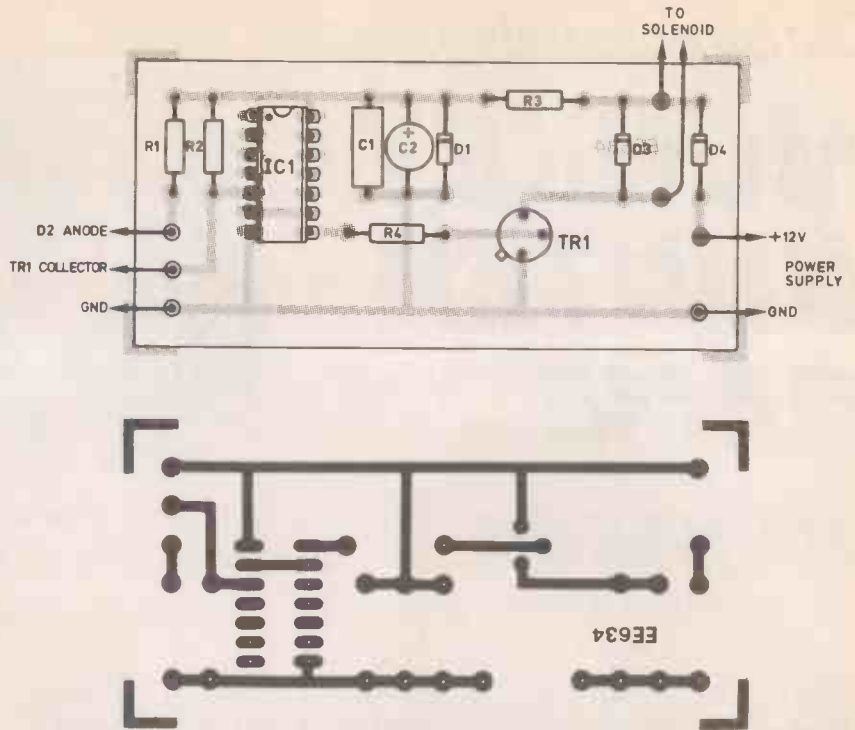 TO
SOLENOID
R1
R2
IC1
C1
+
C2
D1
R3
D3
D4
R4
TR1
D2 ANODE
TR1 COLLECTOR
GND
+12V
POWER
SUPPLY
GND
EE634